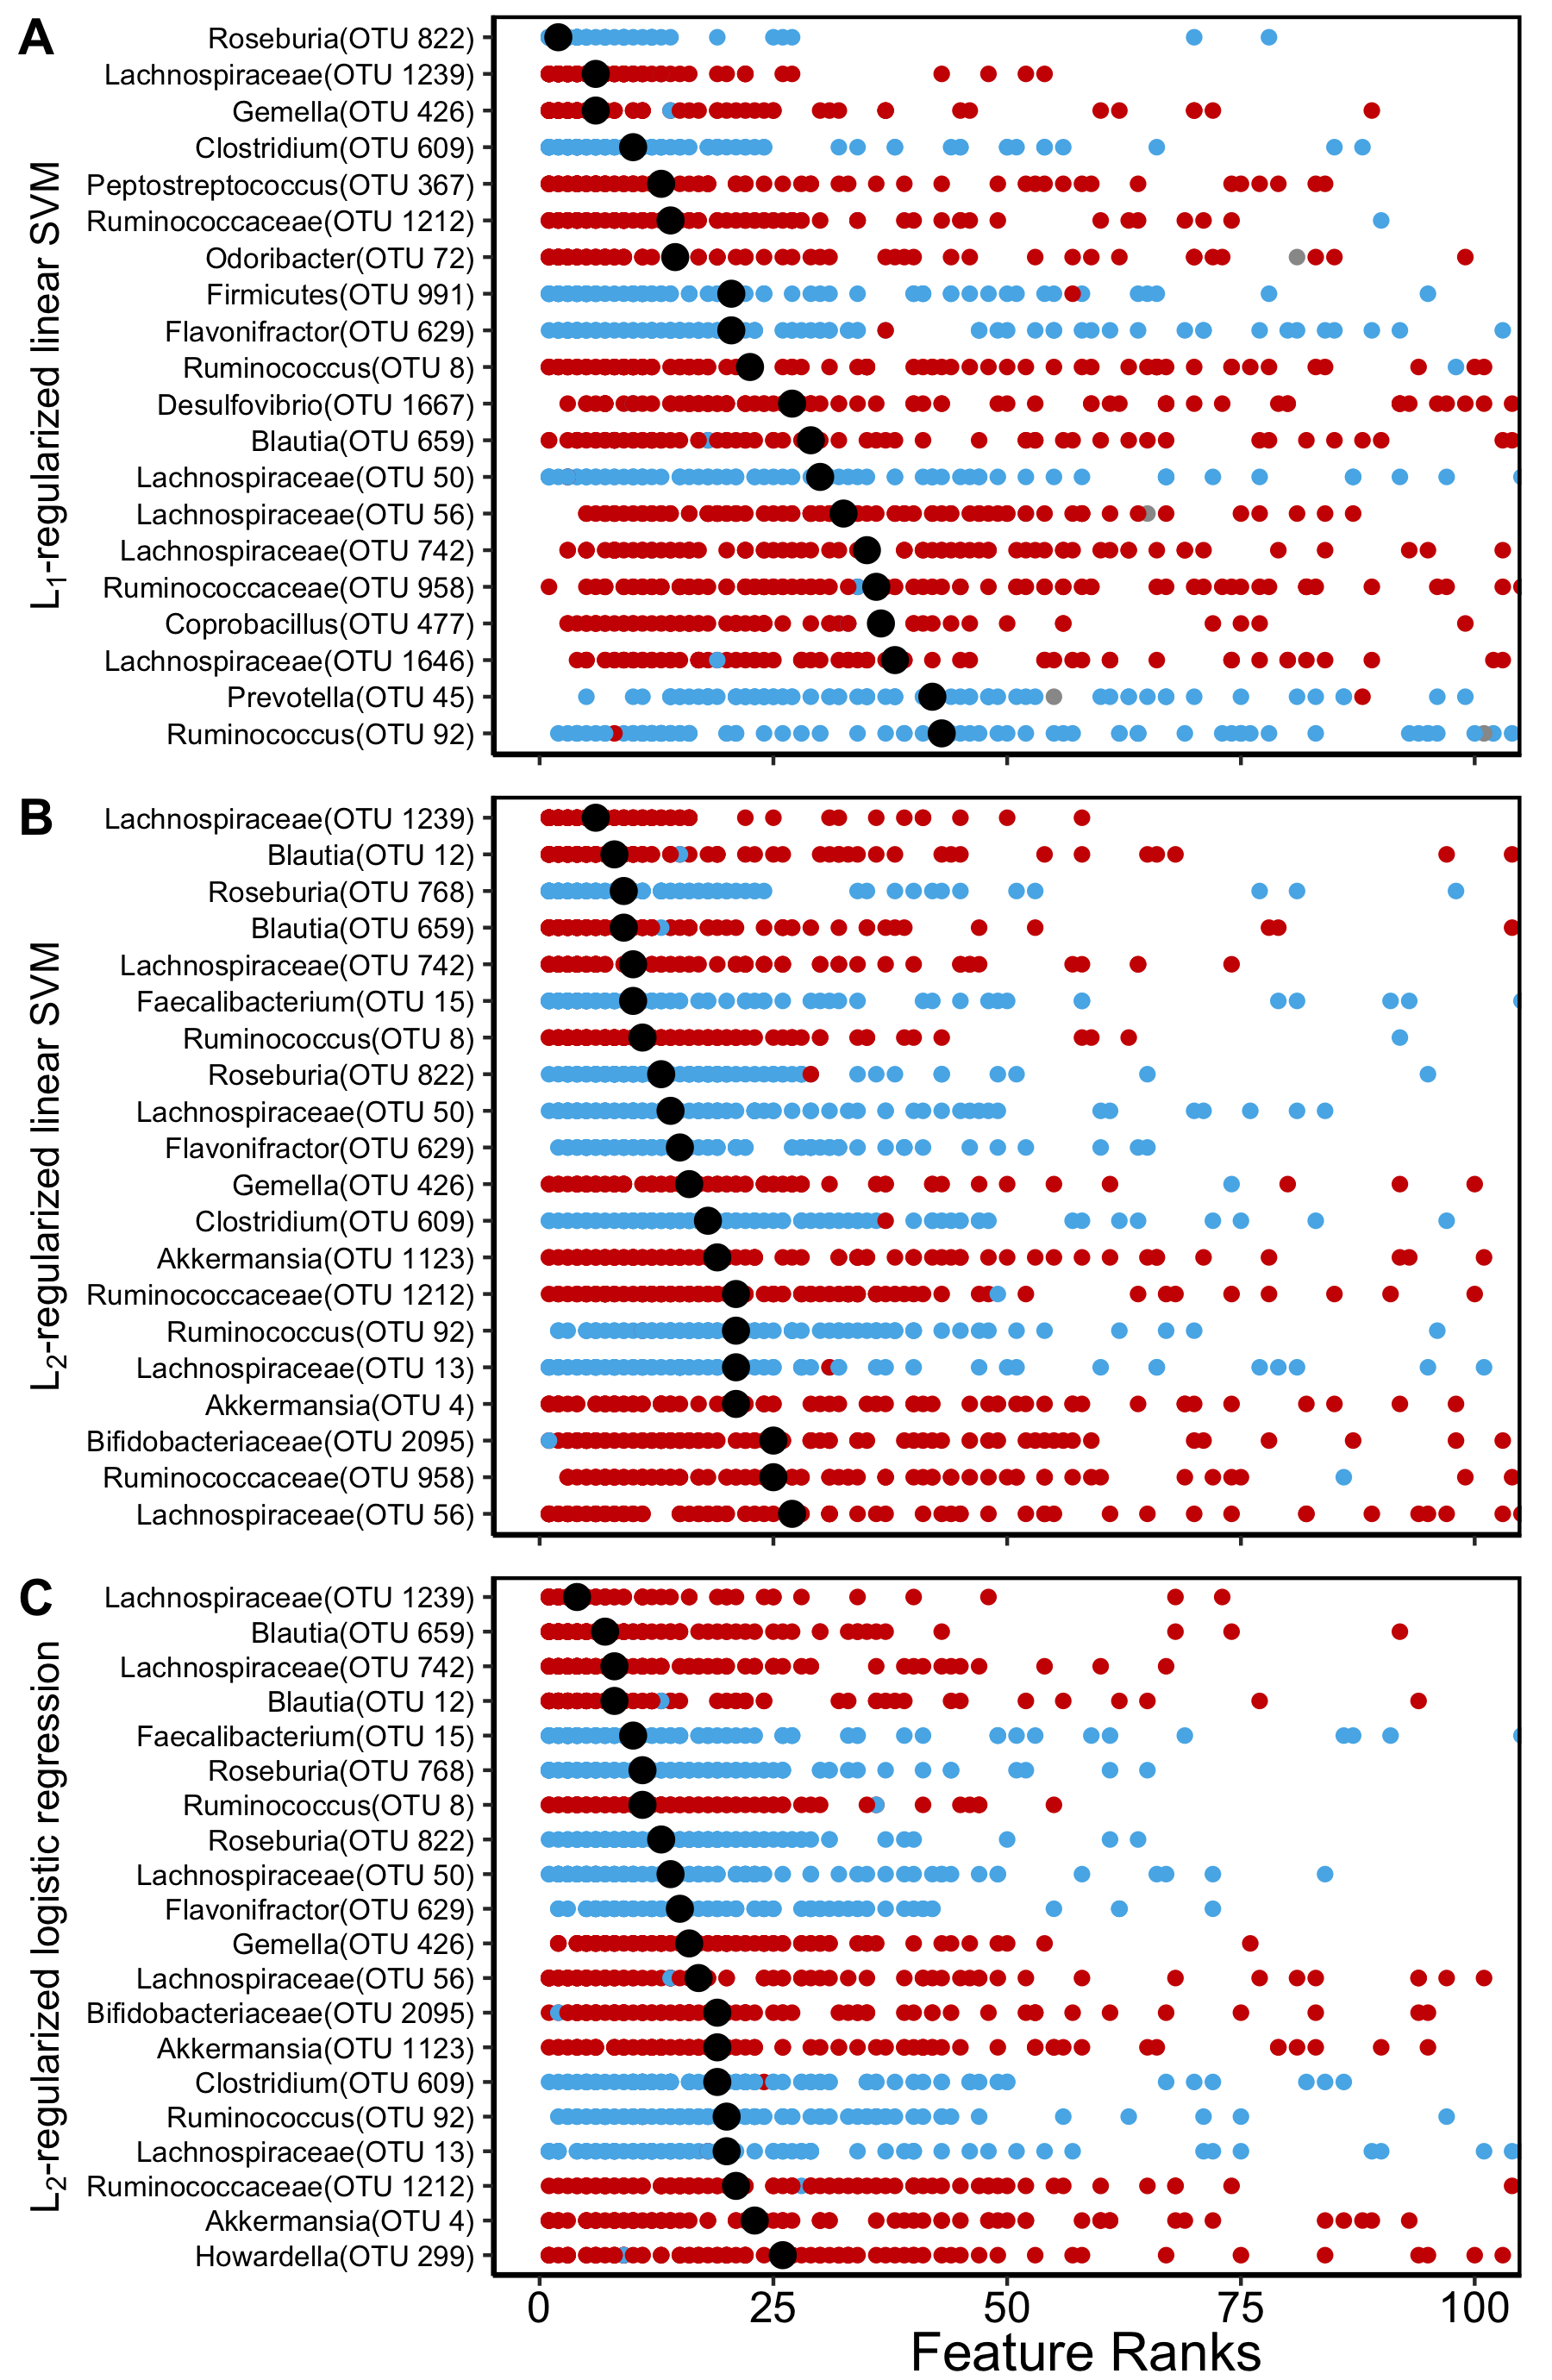 A
L1-regularized linear SVM
Roseburia(OTU 822)
Lachnospiraceae(OTU 1239)
Gemella(OTU 426)
Clostridium(OTU 609)
Peptostreptococcus(OTU 367)
Ruminococcaceae(OTU 1212)
Odoribacter(OTU 72)
Firmicutes(OTU 991)
Flavonifractor(OTU 629)
Ruminococcus(OTU 8)
Desulfovibrio(OTU 1667)
Blautia(OTU 659)
Lachnospiraceae(OTU 50)
Lachnospiraceae(OTU 56)
Lachnospiraceae(OTU 742)
Ruminococcaceae(OTU 958)
Coprobacillus(OTU 477)
Lachnospiraceae(OTU 1646)
Prevotella(OTU 45)
Ruminococcus(OTU 92)
B
L2-regularized linear SVM
Lachnospiraceae(OTU 1239)
Blautia(OTU 12)
Roseburia(OTU 768)
Blautia(OTU 659)
Lachnospiraceae(OTU 742)
Faecalibacterium(OTU 15)
Ruminococcus(OTU 8)
Roseburia(OTU 822)
Lachnospiraceae(OTU 50)
Flavonifractor(OTU 629)
Gemella(OTU 426)
Clostridium(OTU 609)
Akkermansia(OTU 1123)
Ruminococcaceae(OTU 1212)
Ruminococcus(OTU 92)
Lachnospiraceae(OTU 13)
Akkermansia(OTU 4)
Bifidobacteriaceae(OTU 2095)
Ruminococcaceae(OTU 958)
Lachnospiraceae(OTU 56)
C
L2-regularized logistic regression
Lachnospiraceae(OTU 1239)
Blautia(OTU 659)
Lachnospiraceae(OTU 742)
Blautia(OTU 12)
Faecalibacterium(OTU 15)
Roseburia(OTU 768)
Ruminococcus(OTU 8)
Roseburia(OTU 822)
Lachnospiraceae(OTU 50)
Flavonifractor(OTU 629)
Gemella(OTU 426)
Lachnospiraceae(OTU 56)
Bifidobacteriaceae(OTU 2095)
Akkermansia(OTU 1123)
Clostridium(OTU 609)
Ruminococcus(OTU 92)
Lachnospiraceae(OTU 13)
Ruminococcaceae(OTU 1212)
Akkermansia(OTU 4)
Howardella(OTU 299)
0 25 50 75 100
Feature Ranks